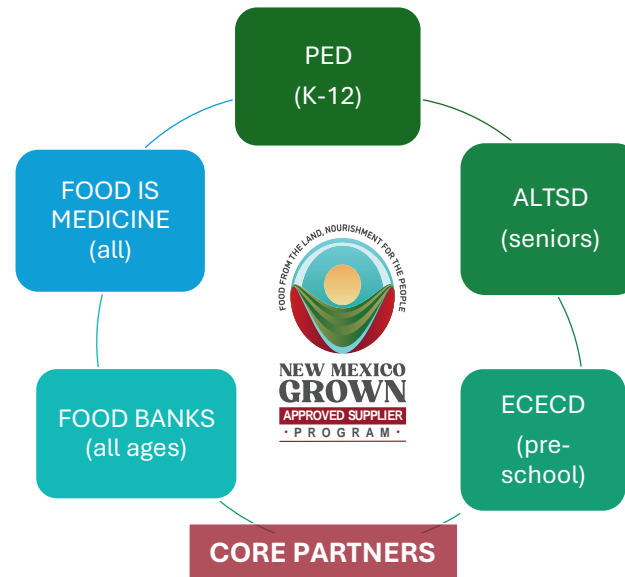 PED
(K-12)
FOOD IS
MEDICINE
(all)
ALTSD
(seniors)
FOOD FROM THE LAND, NOURISHMENT FOR THE PEOPLE
NEW MEXICO
GROWN
APPROVED SUPPLIER
· PROGRAM ·
FOOD BANKS
(all ages)
ECECD
(pre-
school)
CORE PARTNERS